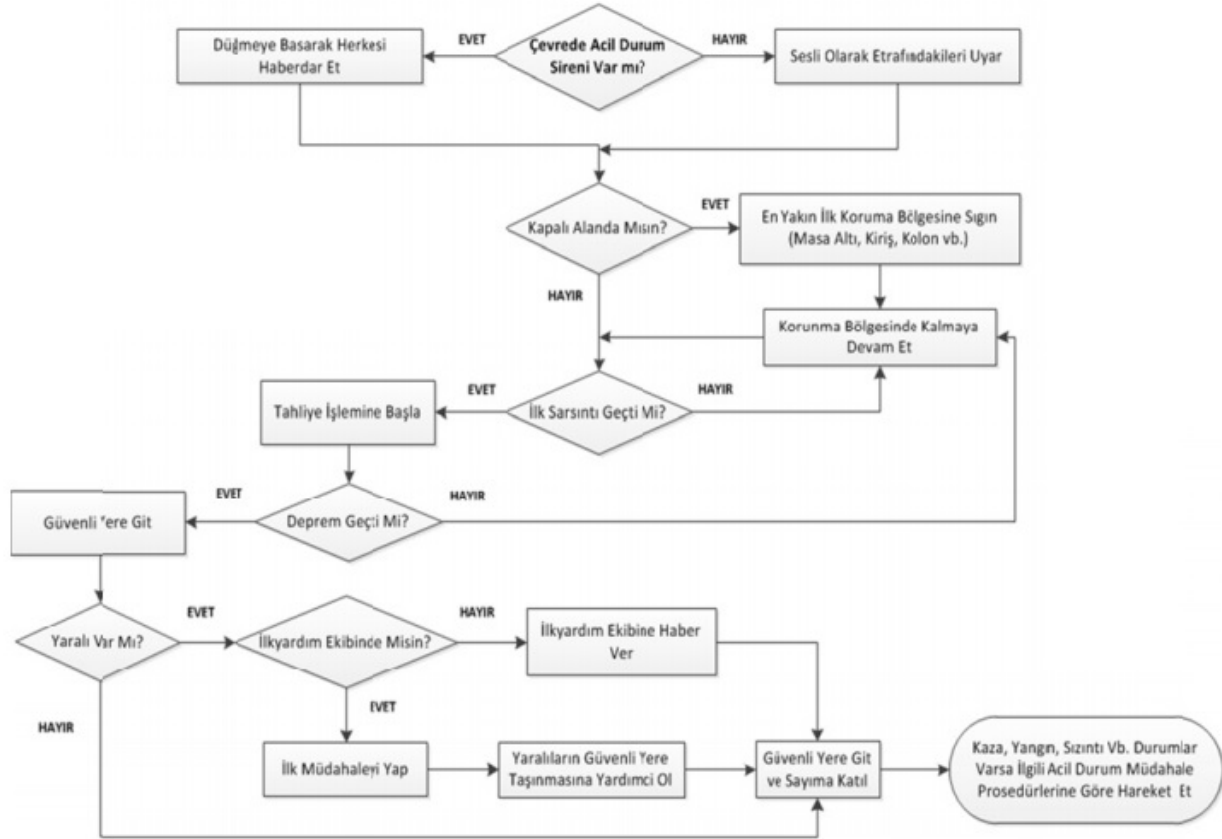 EVET
Çevrede Acil Durum
Sireni Var mı?
HAYIR
Düğmeye Basarak Herkesi
Haberdar Et
Sesli Olarak Etrafındakileri Uyar
Kapalı Alanda Mısın?
EVET
En Yakın İlk Koruma Bölgesine Sığın
(Masa Altı, Kiriş, Kolon vb.)
HAYIR
Korunma Bölgesinde Kalmaya
Devam Et
Tahliye İşlemine Başla
EVET
İlk Sarsıntı Geçti Mi?
HAYIR
Güvenli Yere Git
EVET
Deprem Geçti Mi?
HAYIR
Yaralı Var Mı?
EVET
İlkyardım Ekibinde Misin?
HAYIR
İlkyardım Ekibine Haber
Ver
HAYIR
EVET
İlk Müdahaleyi Yap
Yaralıların Güvenli Yere
Taşınmasına Yardımcı Ol
Güvenli Yere Git
ve Sayıma Katıl
Kaza, Yangın, Sızıntı Vb. Durumlar
Varsa İlgili Acil Durum Müdahale
Prosedürlerine Göre Hareket Et